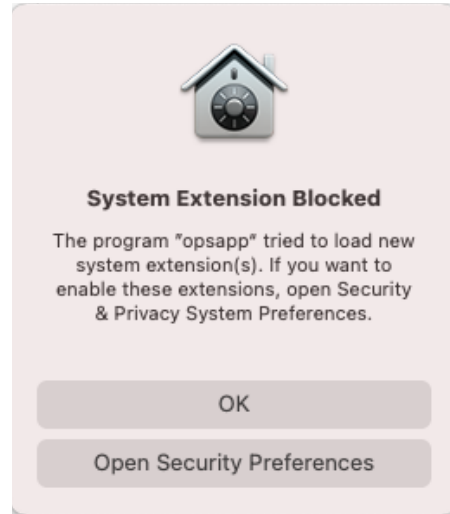 System Extension Blocked
The program "opsapp" tried to load new
system extension(s). If you want to
enable these extensions, open Security
& Privacy System Preferences.
OK
Open Security Preferences